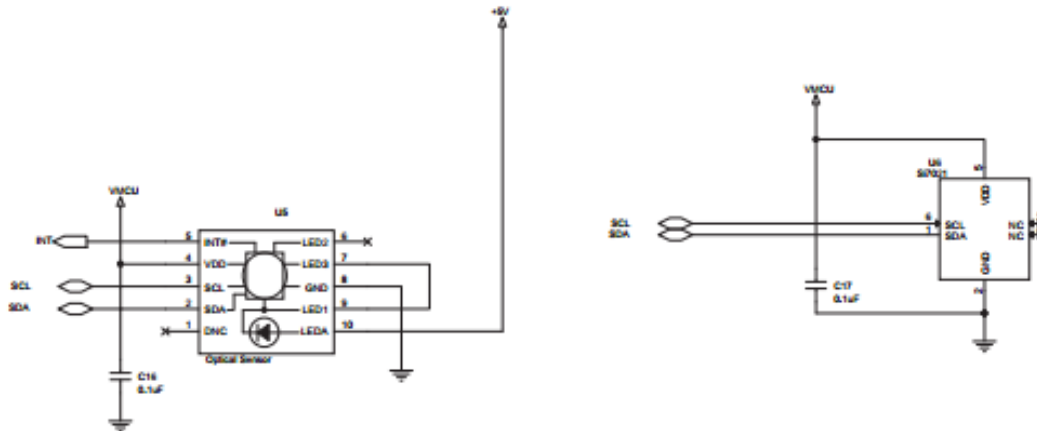 +5V
VMCU
U5
INT 5 INT# LED2 6
4 VDD LED3 7
SCL 3 SCL GND 8
SDA 2 SDA LED1 9
1 DNC LEDA 10
Optical Sensor
C16
0.1uF
VMCU
U6
Si7021
5
VDD
SCL 6 SCL NC
SDA 1 SDA NC
GND
2
C17
0.1uF